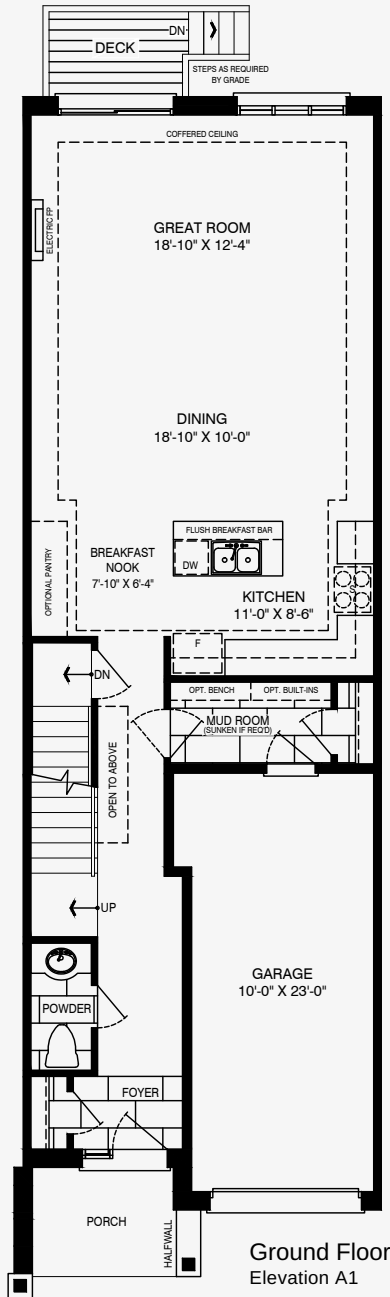 DN
DECK
STEPS AS REQUIRED
BY GRADE
COFFERED CEILING
ELECTRIC FP
GREAT ROOM
18'-10" X 12'-4"
DINING
18'-10" X 10'-0"
FLUSH BREAKFAST BAR
OPTIONAL PANTRY
BREAKFAST
NOOK
7'-10" X 6'-4"
DW
KITCHEN
11'-0" X 8'-6"
F
DN
OPT. BENCH
OPT. BUILT-INS
MUD ROOM
(SUNKEN IF REQ'D)
OPEN TO ABOVE
UP
GARAGE
10'-0" X 23'-0"
POWDER
FOYER
PORCH
HALFWALL
Ground Floor
Elevation A1